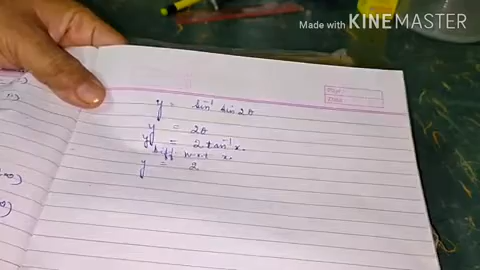 Made with KINEMASTER
y = sin⁻¹ sin 2θ
y = 2θ
y = 2 tan⁻¹ x.
diff. w.r.t x.
y = 2